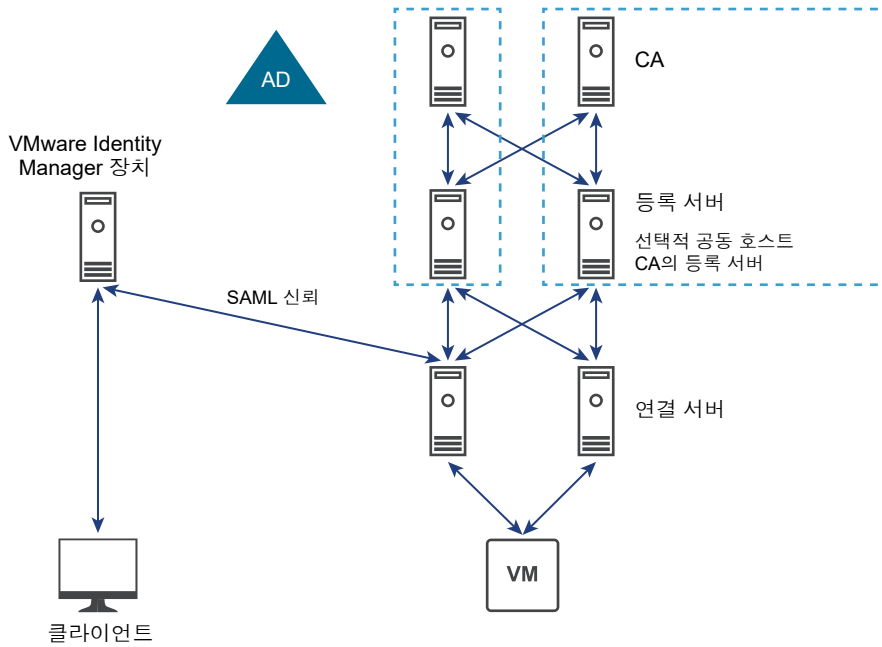 AD
CA
VMware Identity
Manager 장치
등록 서버
선택적 공동 호스트
CA의 등록 서버
SAML 신뢰
연결 서버
VM
클라이언트